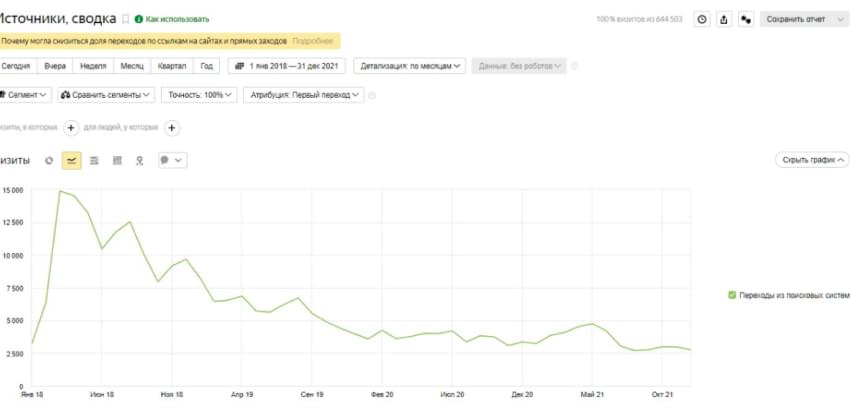 Источники, сводка Как использовать 100 % визитов из 644 503 Сохранить отчет
Почему могла снизиться доля переходов по ссылкам на сайтах и прямых заходов Подробнее
Сегодня Вчера Неделя Месяц Квартал Год 1 янв 2018 — 31 дек 2021 Детализация: по месяцам Данные: без роботов
Сегмент Сравнить сегменты Точность: 100% Атрибуция: Первый переход
изиты, в которых + для людей, у которых +
изиты Скрыть график
15 000
12 500
10 000
7 500
5 000
2 500
0
Переходы из поисковых систем
Янв 18 Июн 18 Ноя 18 Апр 19 Сен 19 Фев 20 Июл 20 Дек 20 Май 21 Окт 21